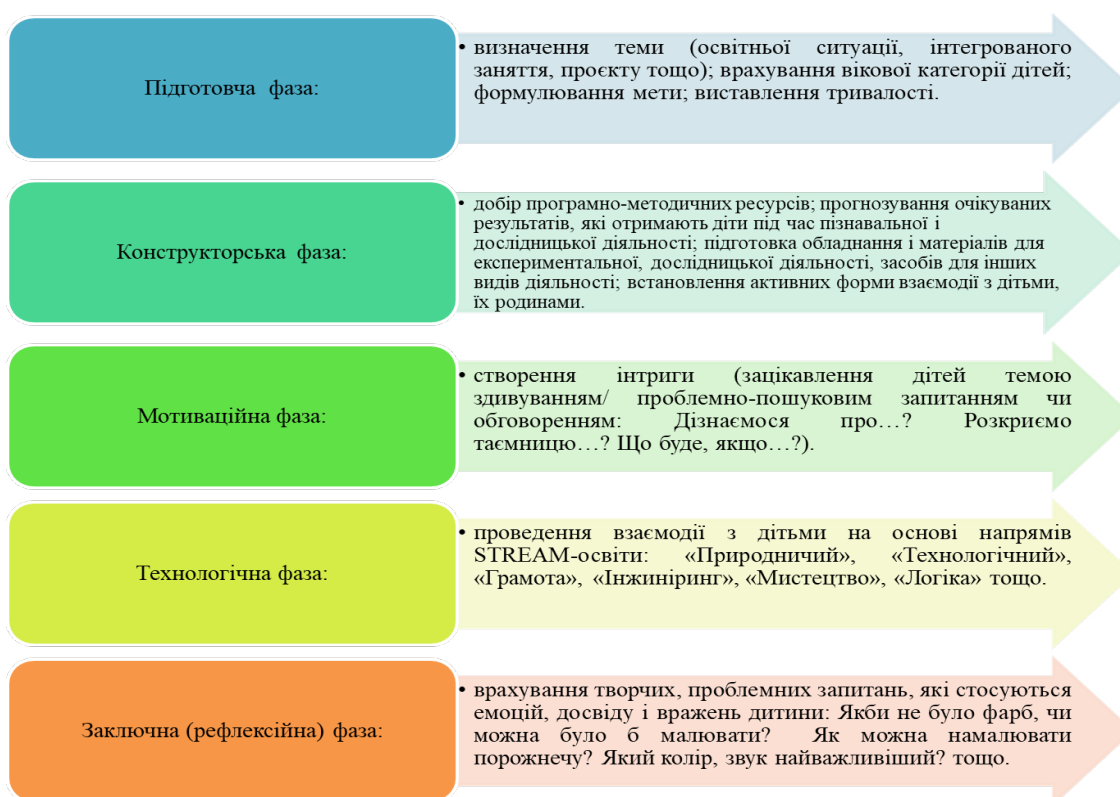 Підготовча фаза:
• визначення теми (освітньої ситуації, інтегрованого
заняття, проєкту тощо); врахування вікової категорії дітей;
формулювання мети; виставлення тривалості.
Конструкторська фаза:
• добір програмно-методичних ресурсів; прогнозування очікуваних
результатів, які отримають діти під час пізнавальної і
дослідницької діяльності; підготовка обладнання і матеріалів для
експериментальної, дослідницької діяльності, засобів для інших
видів діяльності; встановлення активних форми взаємодії з дітьми,
їх родинами.
Мотиваційна фаза:
• створення інтриги (зацікавлення дітей темою
здивуванням/ проблемно-пошуковим запитанням чи
обговоренням: Дізнаємося про…? Розкриємо
таємницю…? Що буде, якщо…?).
Технологічна фаза:
• проведення взаємодії з дітьми на основі напрямів
STREAM-освіти: «Природничий», «Технологічний»,
«Грамота», «Інжиніринг», «Мистецтво», «Логіка» тощо.
Заключна (рефлексійна) фаза:
• врахування творчих, проблемних запитань, які стосуються
емоцій, досвіду і вражень дитини: Якби не було фарб, чи
можна було б малювати? Як можна намалювати
порожнечу? Який колір, звук найважливіший? тощо.